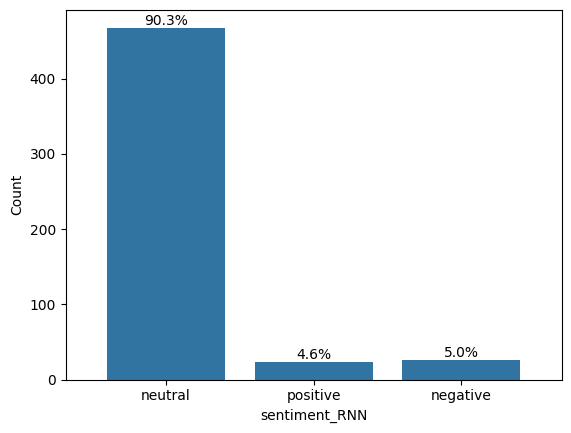 90.3%
400
300
Count
200
100
4.6%
5.0%
0
neutral
positive
negative
sentiment_RNN